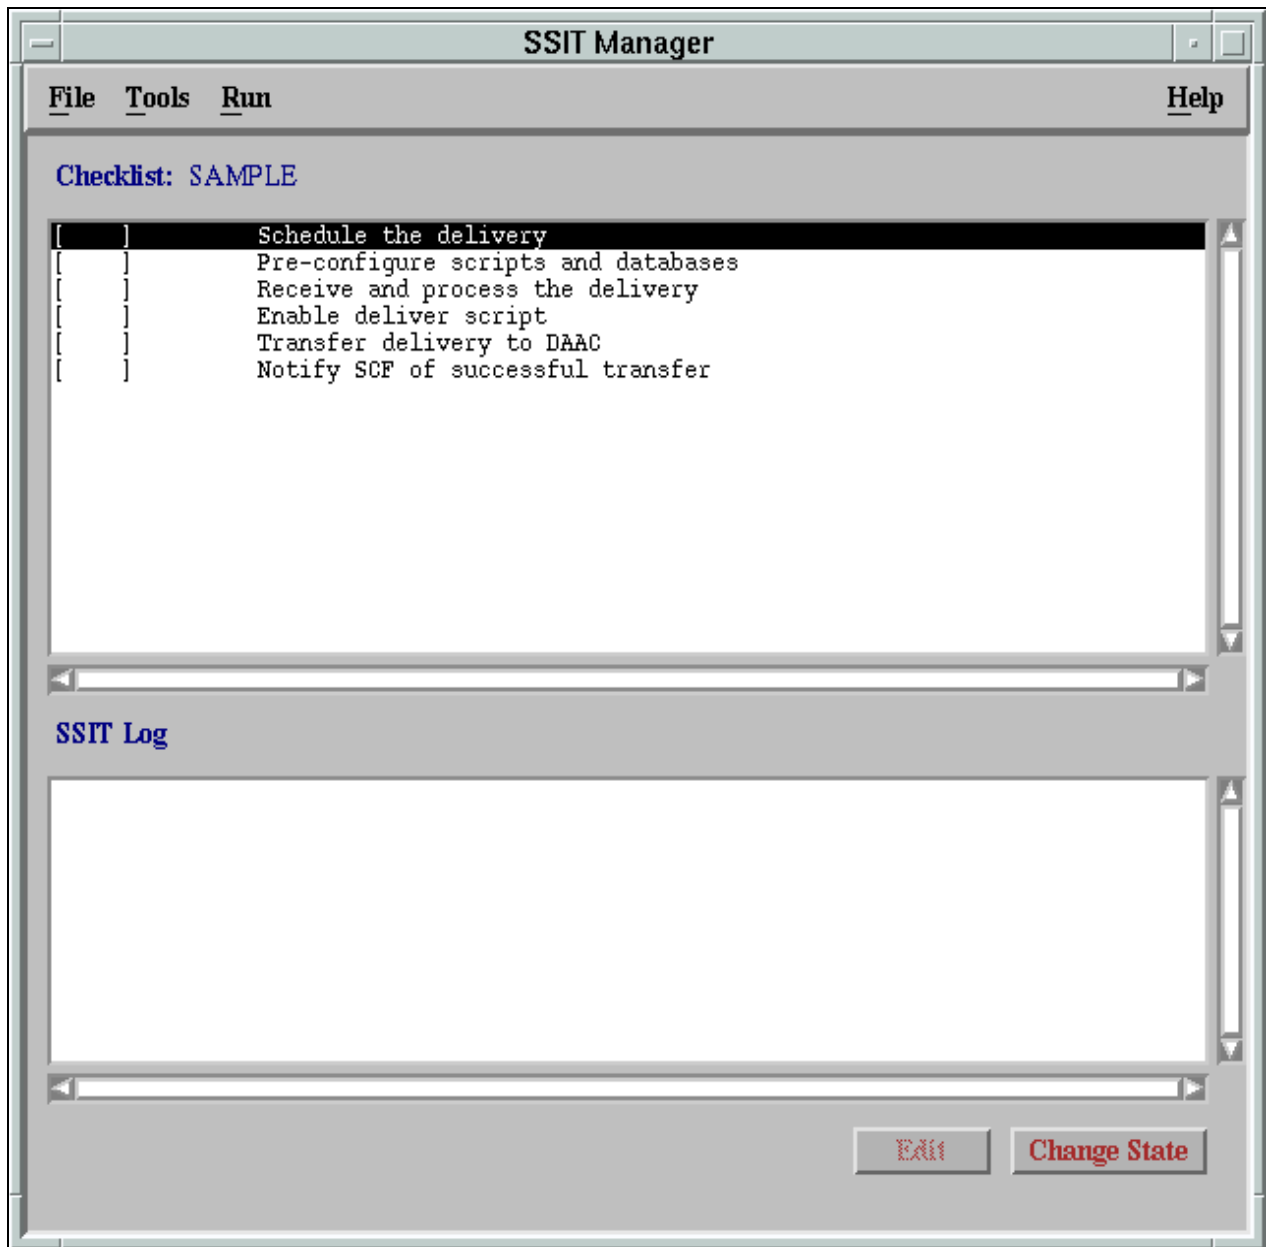 SSIT Manager
File Tools Run Help
Checklist: SAMPLE
[ ] Schedule the delivery
[ ] Pre-configure scripts and databases
[ ] Receive and process the delivery
[ ] Enable deliver script
[ ] Transfer delivery to DAAC
[ ] Notify SCF of successful transfer
SSIT Log
Edit Change State